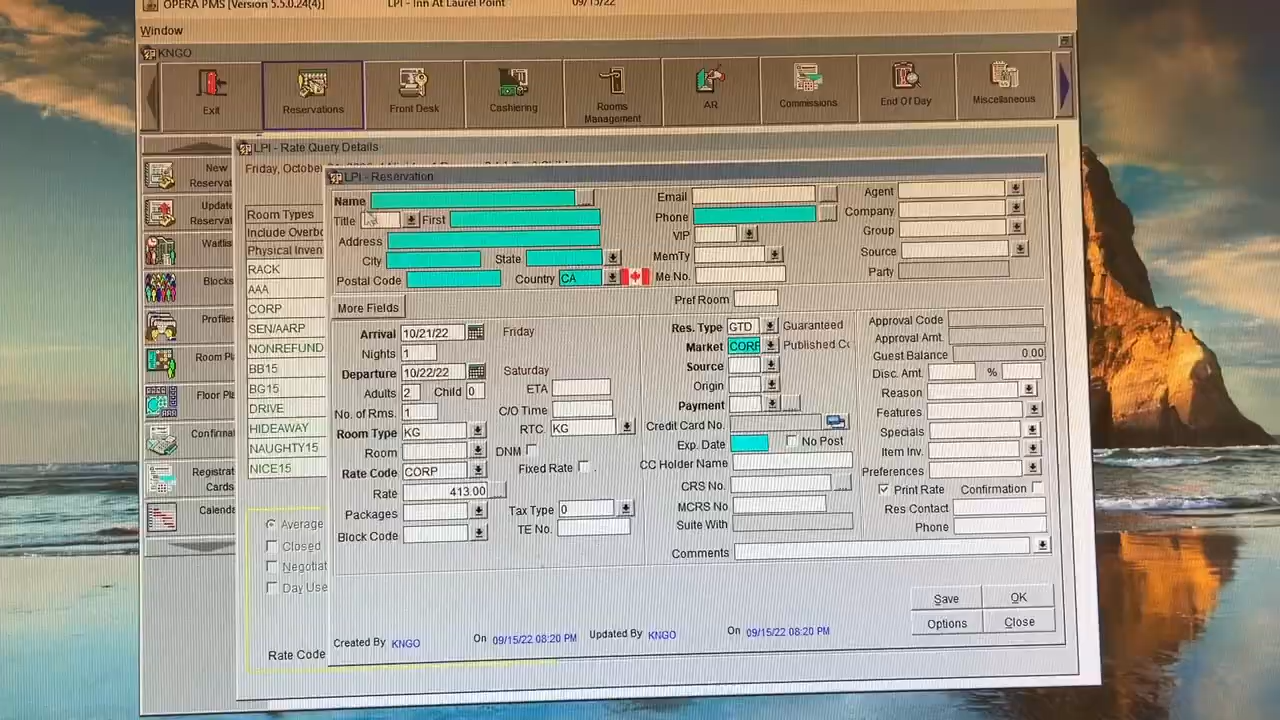 OPERA PMS [Version 5.5.0.24(4)] LPI - Inn At Laurel Point 09/15/22
Window
KNGO
Exit Reservations Front Desk Cashiering Rooms Management AR Commissions End Of Day Miscellaneous
LPI - Rate Query Details
Friday, October
New Reservat
Update Reservat
Waitlis
Blocks
Profiles
Room Pl
Floor Pla
Confirma
Registrat Cards
Calenda
Room Types
Include Overbo
Physical Inven
RACK
AAA
CORP
SEN/AARP
NONREFUND
BB15
BG15
DRIVE
HIDEAWAY
NAUGHTY15
NICE15
Average
Closed
Negotiat
Day Use
Rate Code
LPI - Reservation
Name
Title First
Address
City State
Postal Code Country CA
More Fields
Email
Phone
VIP
MemTy
Me No.
Pref Room
Agent
Company
Group
Source
Party
Arrival 10/21/22 Friday
Nights 1
Departure 10/22/22 Saturday
Adults 2 Child 0 ETA
No. of Rms. 1 C/O Time
Room Type KG RTC KG
Room DNM
Rate Code CORP Fixed Rate
Rate 413.00
Packages Tax Type 0
Block Code TE No.
Res. Type GTD Guaranteed
Market CORP Published Co
Source
Origin
Payment
Credit Card No.
Exp. Date No Post
CC Holder Name
CRS No.
MCRS No
Suite With
Comments
Approval Code
Approval Amt.
Guest Balance 0.00
Disc. Amt. %
Reason
Features
Specials
Item Inv.
Preferences
Print Rate Confirmation
Res Contact
Phone
Save OK
Options Close
Created By KNGO On 09/15/22 08:20 PM Updated By KNGO On 09/15/22 08:20 PM